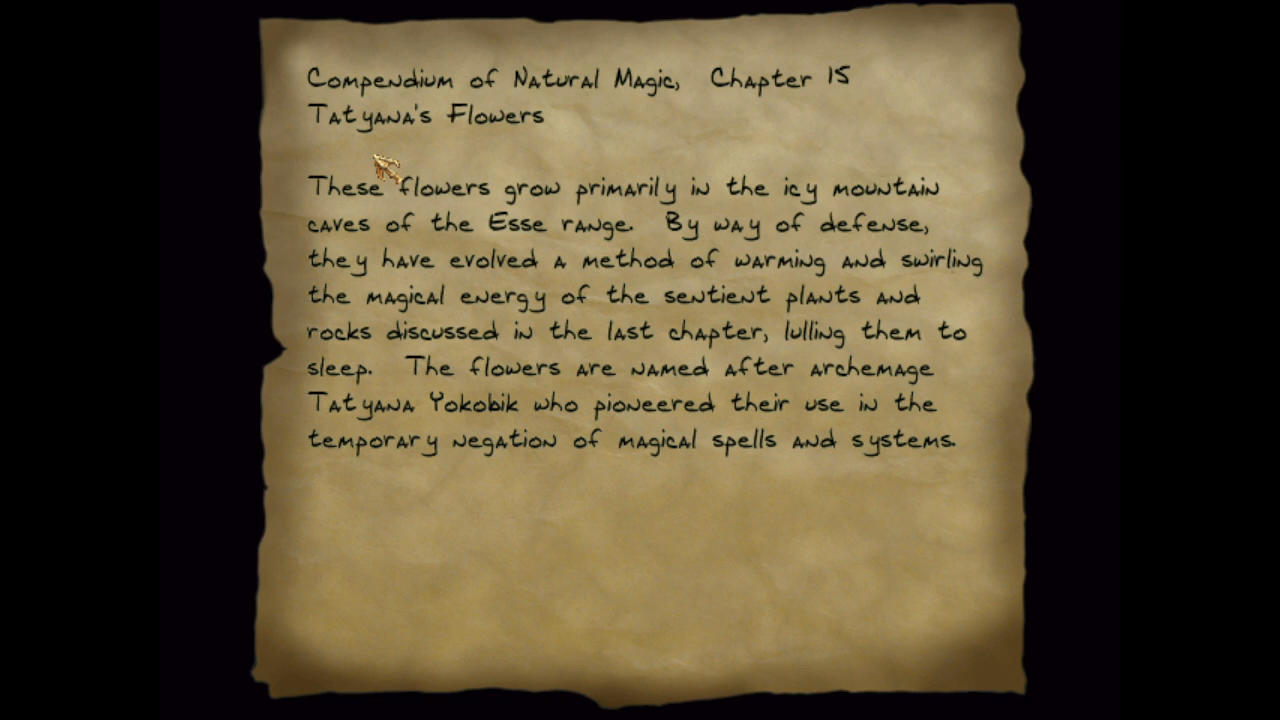 Compendium of Natural Magic, Chapter 15
Tatyana's Flowers
These flowers grow primarily in the icy mountain
caves of the Esse range. By way of defense,
they have evolved a method of warming and swirling
the magical energy of the sentient plants and
rocks discussed in the last chapter, lulling them to
sleep. The flowers are named after archemage
Tatyana Yokobik who pioneered their use in the
temporary negation of magical spells and systems.